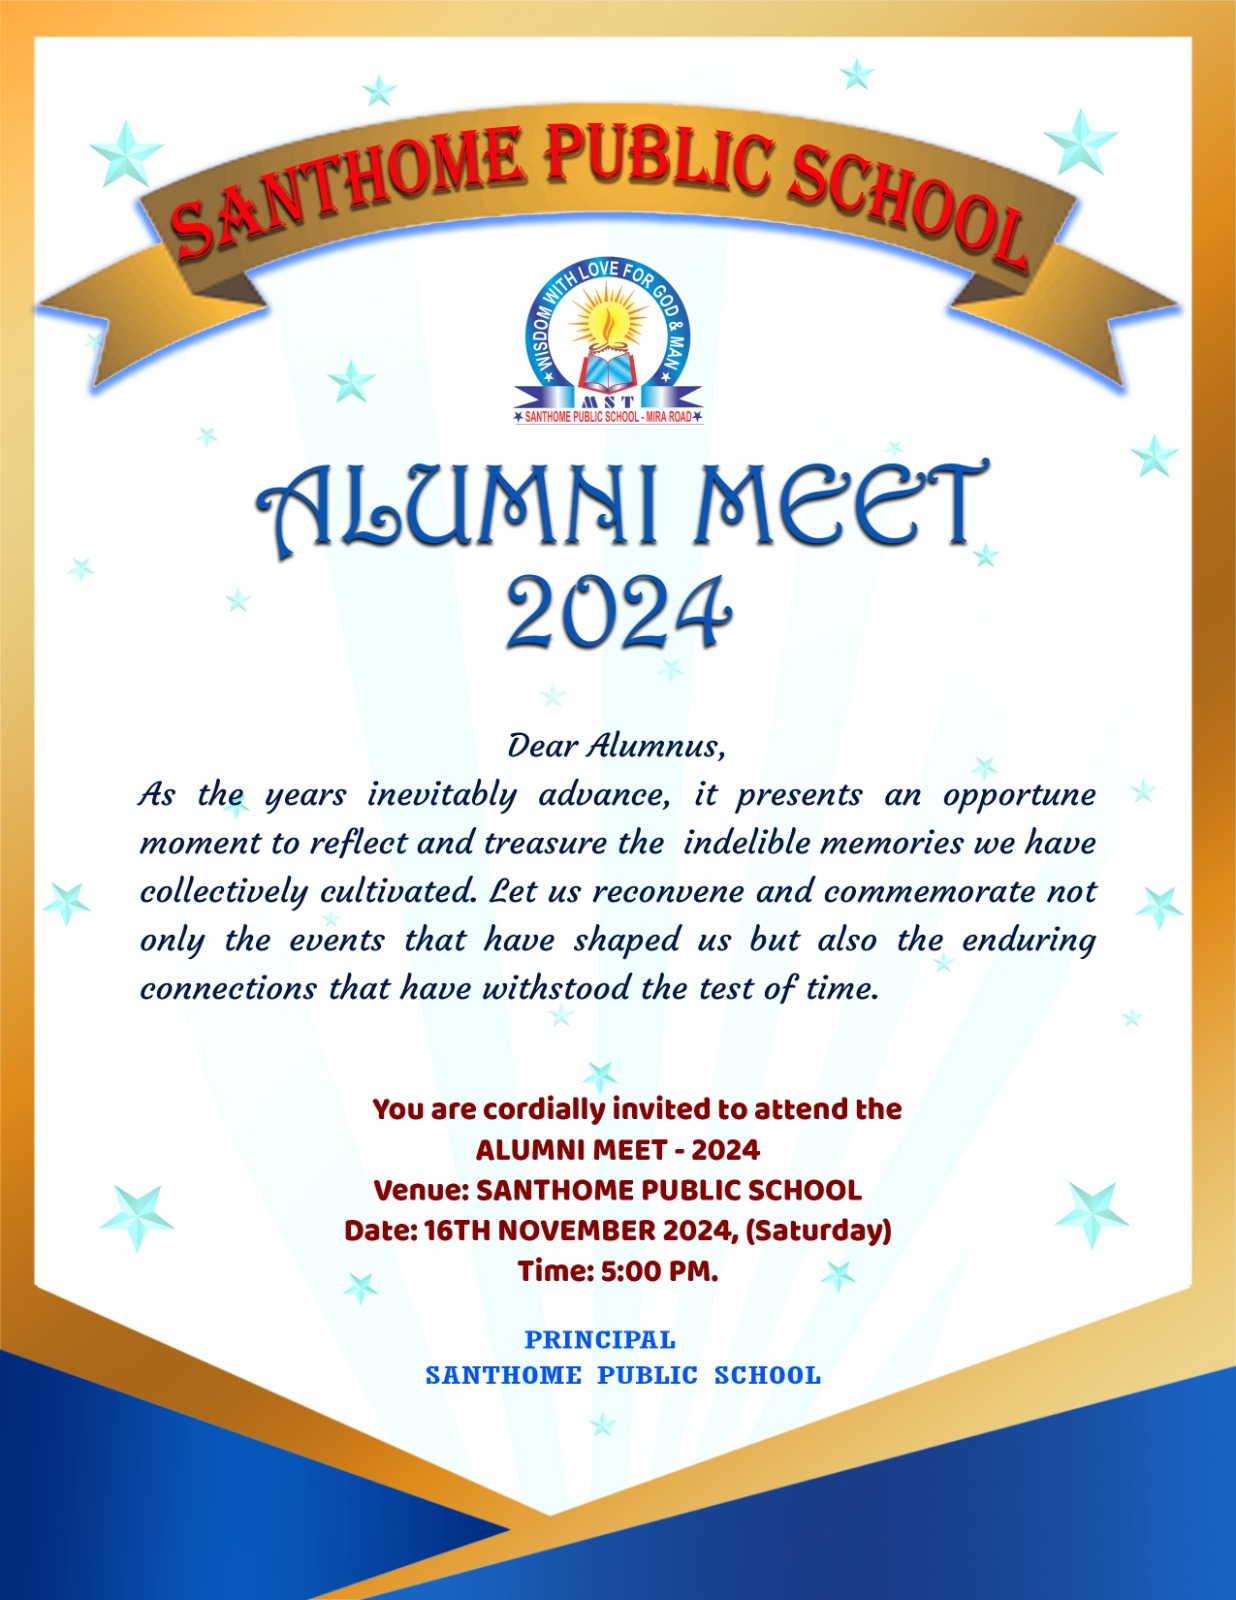 SANTHOME PUBLIC SCHOOL
WISDOM WITH LOVE FOR GOD & MAN
MST
SANTHOME PUBLIC SCHOOL - MIRA ROAD
ALUMNI MEET
2024
Dear Alumnus,
As the years inevitably advance, it presents an opportune
moment to reflect and treasure the indelible memories we have
collectively cultivated. Let us reconvene and commemorate not
only the events that have shaped us but also the enduring
connections that have withstood the test of time.
You are cordially invited to attend the
ALUMNI MEET - 2024
Venue: SANTHOME PUBLIC SCHOOL
Date: 16TH NOVEMBER 2024, (Saturday)
Time: 5:00 PM.
PRINCIPAL
SANTHOME PUBLIC SCHOOL